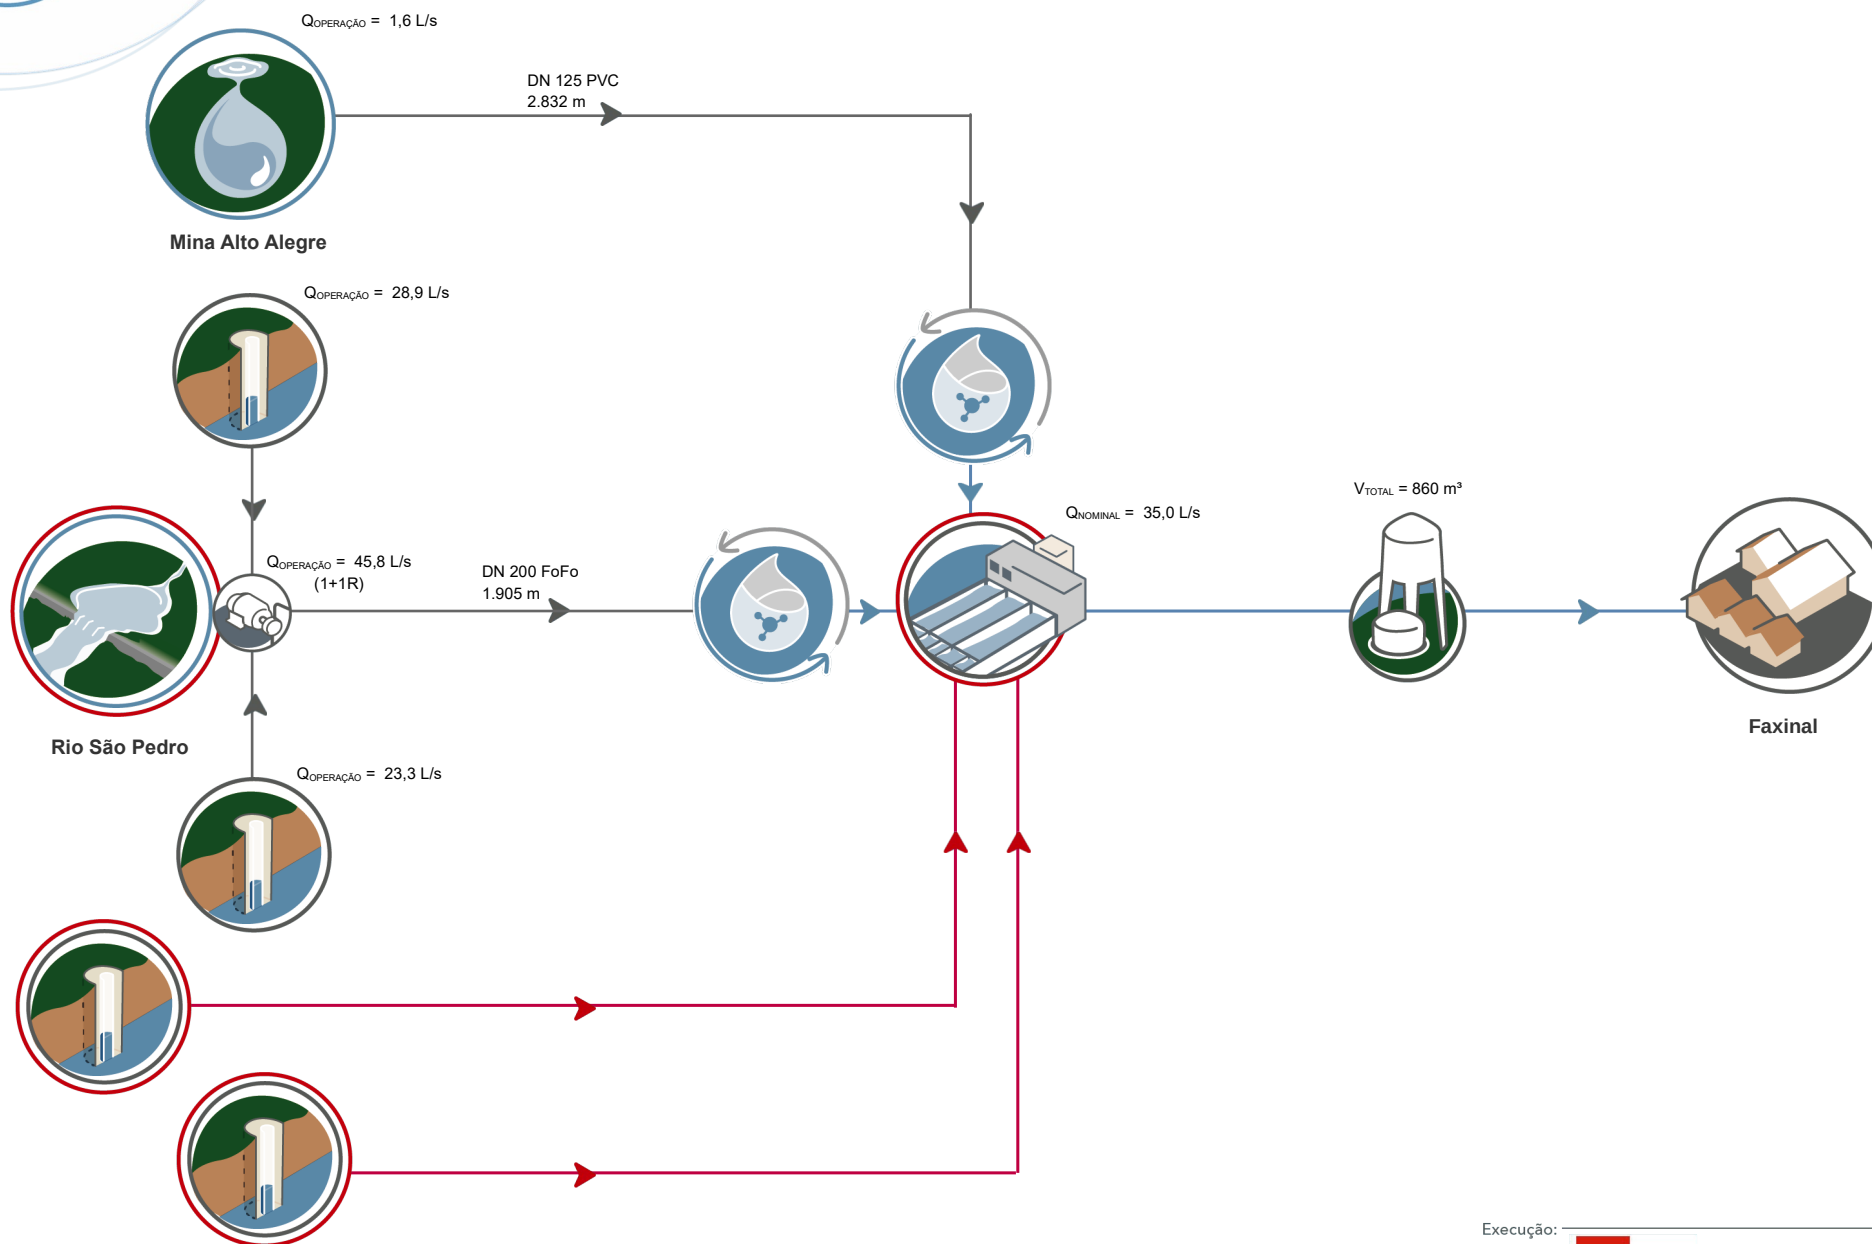 QOPERAÇÃO = 1,6 L/s
DN 125 PVC
2.832 m
Mina Alto Alegre
QOPERAÇÃO = 28,9 L/s
VTOTAL = 860 m³
QNOMINAL = 35,0 L/s
QOPERAÇÃO = 45,8 L/s
(1+1R)
DN 200 FoFo
1.905 m
Faxinal
Rio São Pedro
QOPERAÇÃO = 23,3 L/s
Execução: